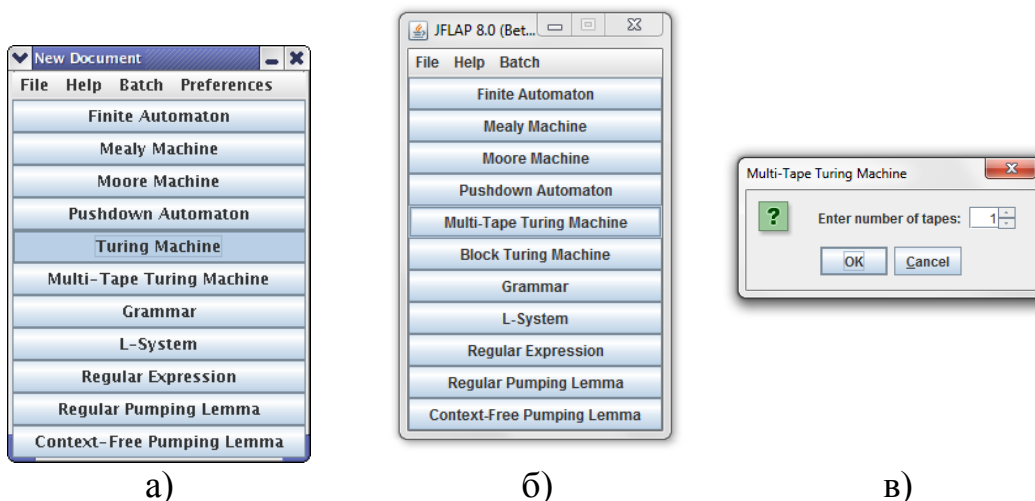 New Document
File Help Batch Preferences
Finite Automaton
Mealy Machine
Moore Machine
Pushdown Automaton
Turing Machine
Multi-Tape Turing Machine
Grammar
L-System
Regular Expression
Regular Pumping Lemma
Context-Free Pumping Lemma
а)
JFLAP 8.0 (Bet...
File Help Batch
Finite Automaton
Mealy Machine
Moore Machine
Pushdown Automaton
Multi-Tape Turing Machine
Block Turing Machine
Grammar
L-System
Regular Expression
Regular Pumping Lemma
Context-Free Pumping Lemma
б)
Multi-Tape Turing Machine
? Enter number of tapes: 1
OK Cancel
в)